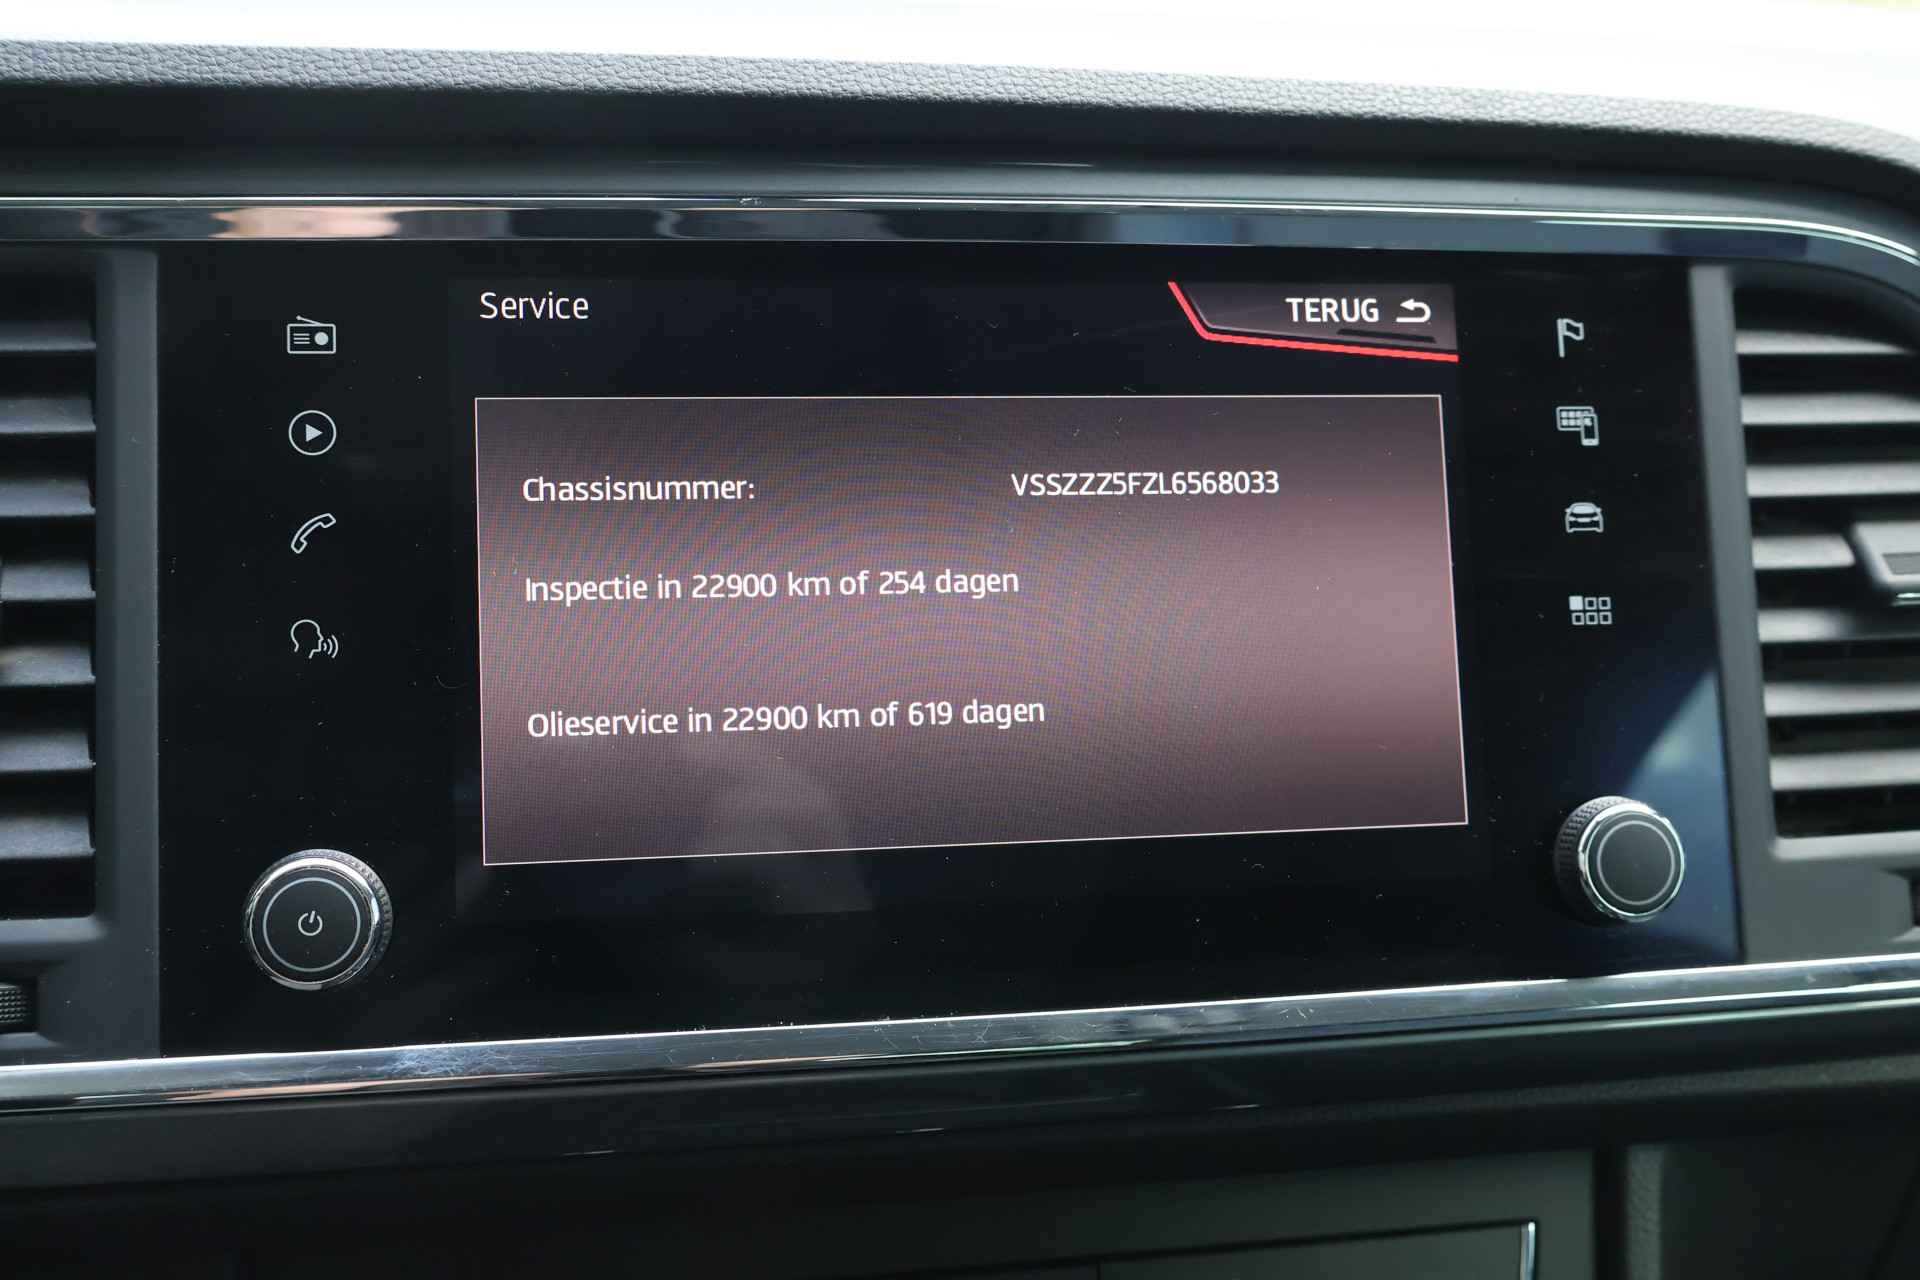 Service
TERUG
Chassisnummer: VSSZZZ5FZL6568033
Inspectie in 22900 km of 254 dagen
Olieservice in 22900 km of 619 dagen